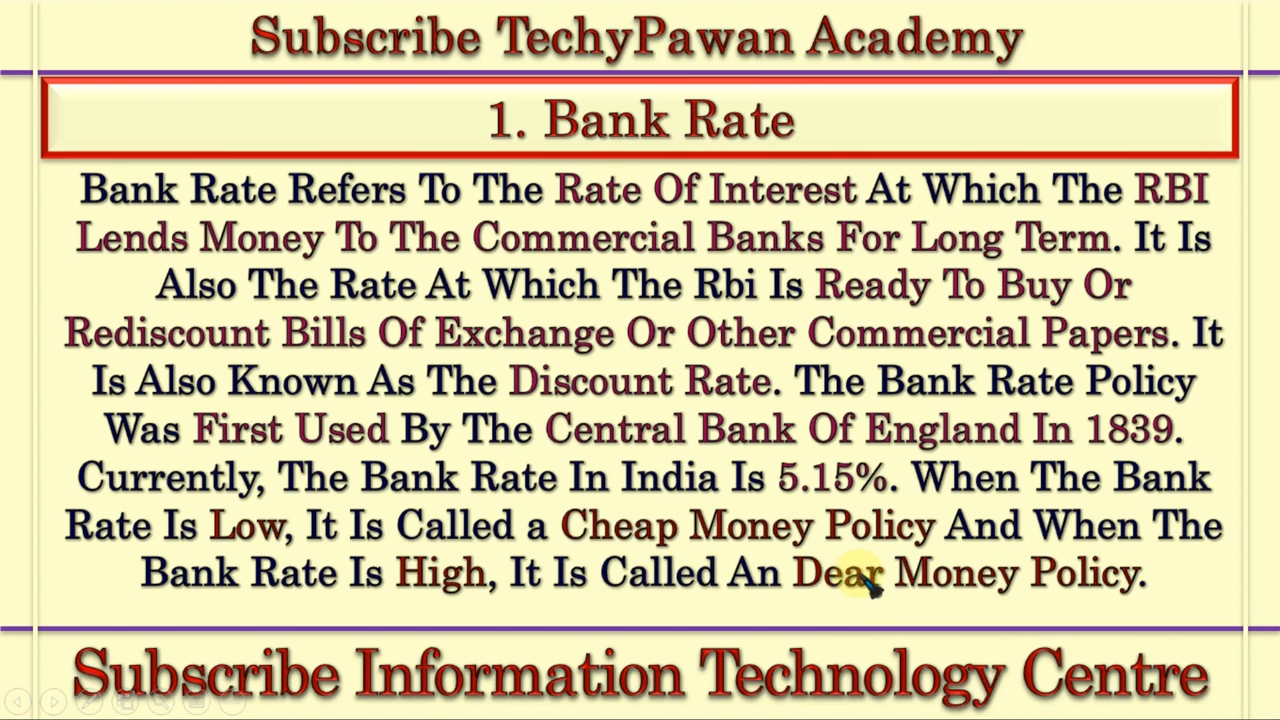 Subscribe TechyPawan Academy
1. Bank Rate
Bank Rate Refers To The Rate Of Interest At Which The RBI
Lends Money To The Commercial Banks For Long Term. It Is
Also The Rate At Which The Rbi Is Ready To Buy Or
Rediscount Bills Of Exchange Or Other Commercial Papers. It
Is Also Known As The Discount Rate. The Bank Rate Policy
Was First Used By The Central Bank Of England In 1839.
Currently, The Bank Rate In India Is 5.15%. When The Bank
Rate Is Low, It Is Called a Cheap Money Policy And When The
Bank Rate Is High, It Is Called An Dear Money Policy.
Subscribe Information Technology Centre